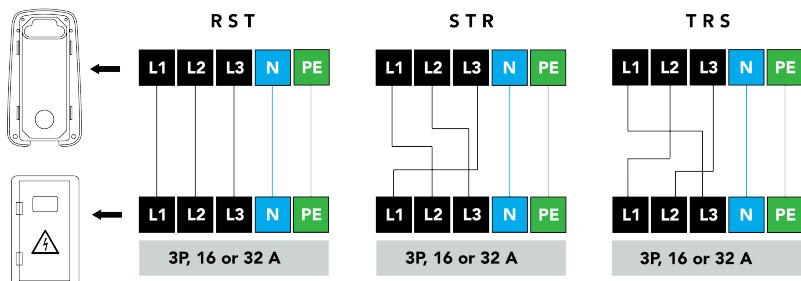 R S T S T R T R S
L1 L2 L3 N PE L1 L2 L3 N PE L1 L2 L3 N PE
L1 L2 L3 N PE L1 L2 L3 N PE L1 L2 L3 N PE
3P, 16 or 32 A 3P, 16 or 32 A 3P, 16 or 32 A